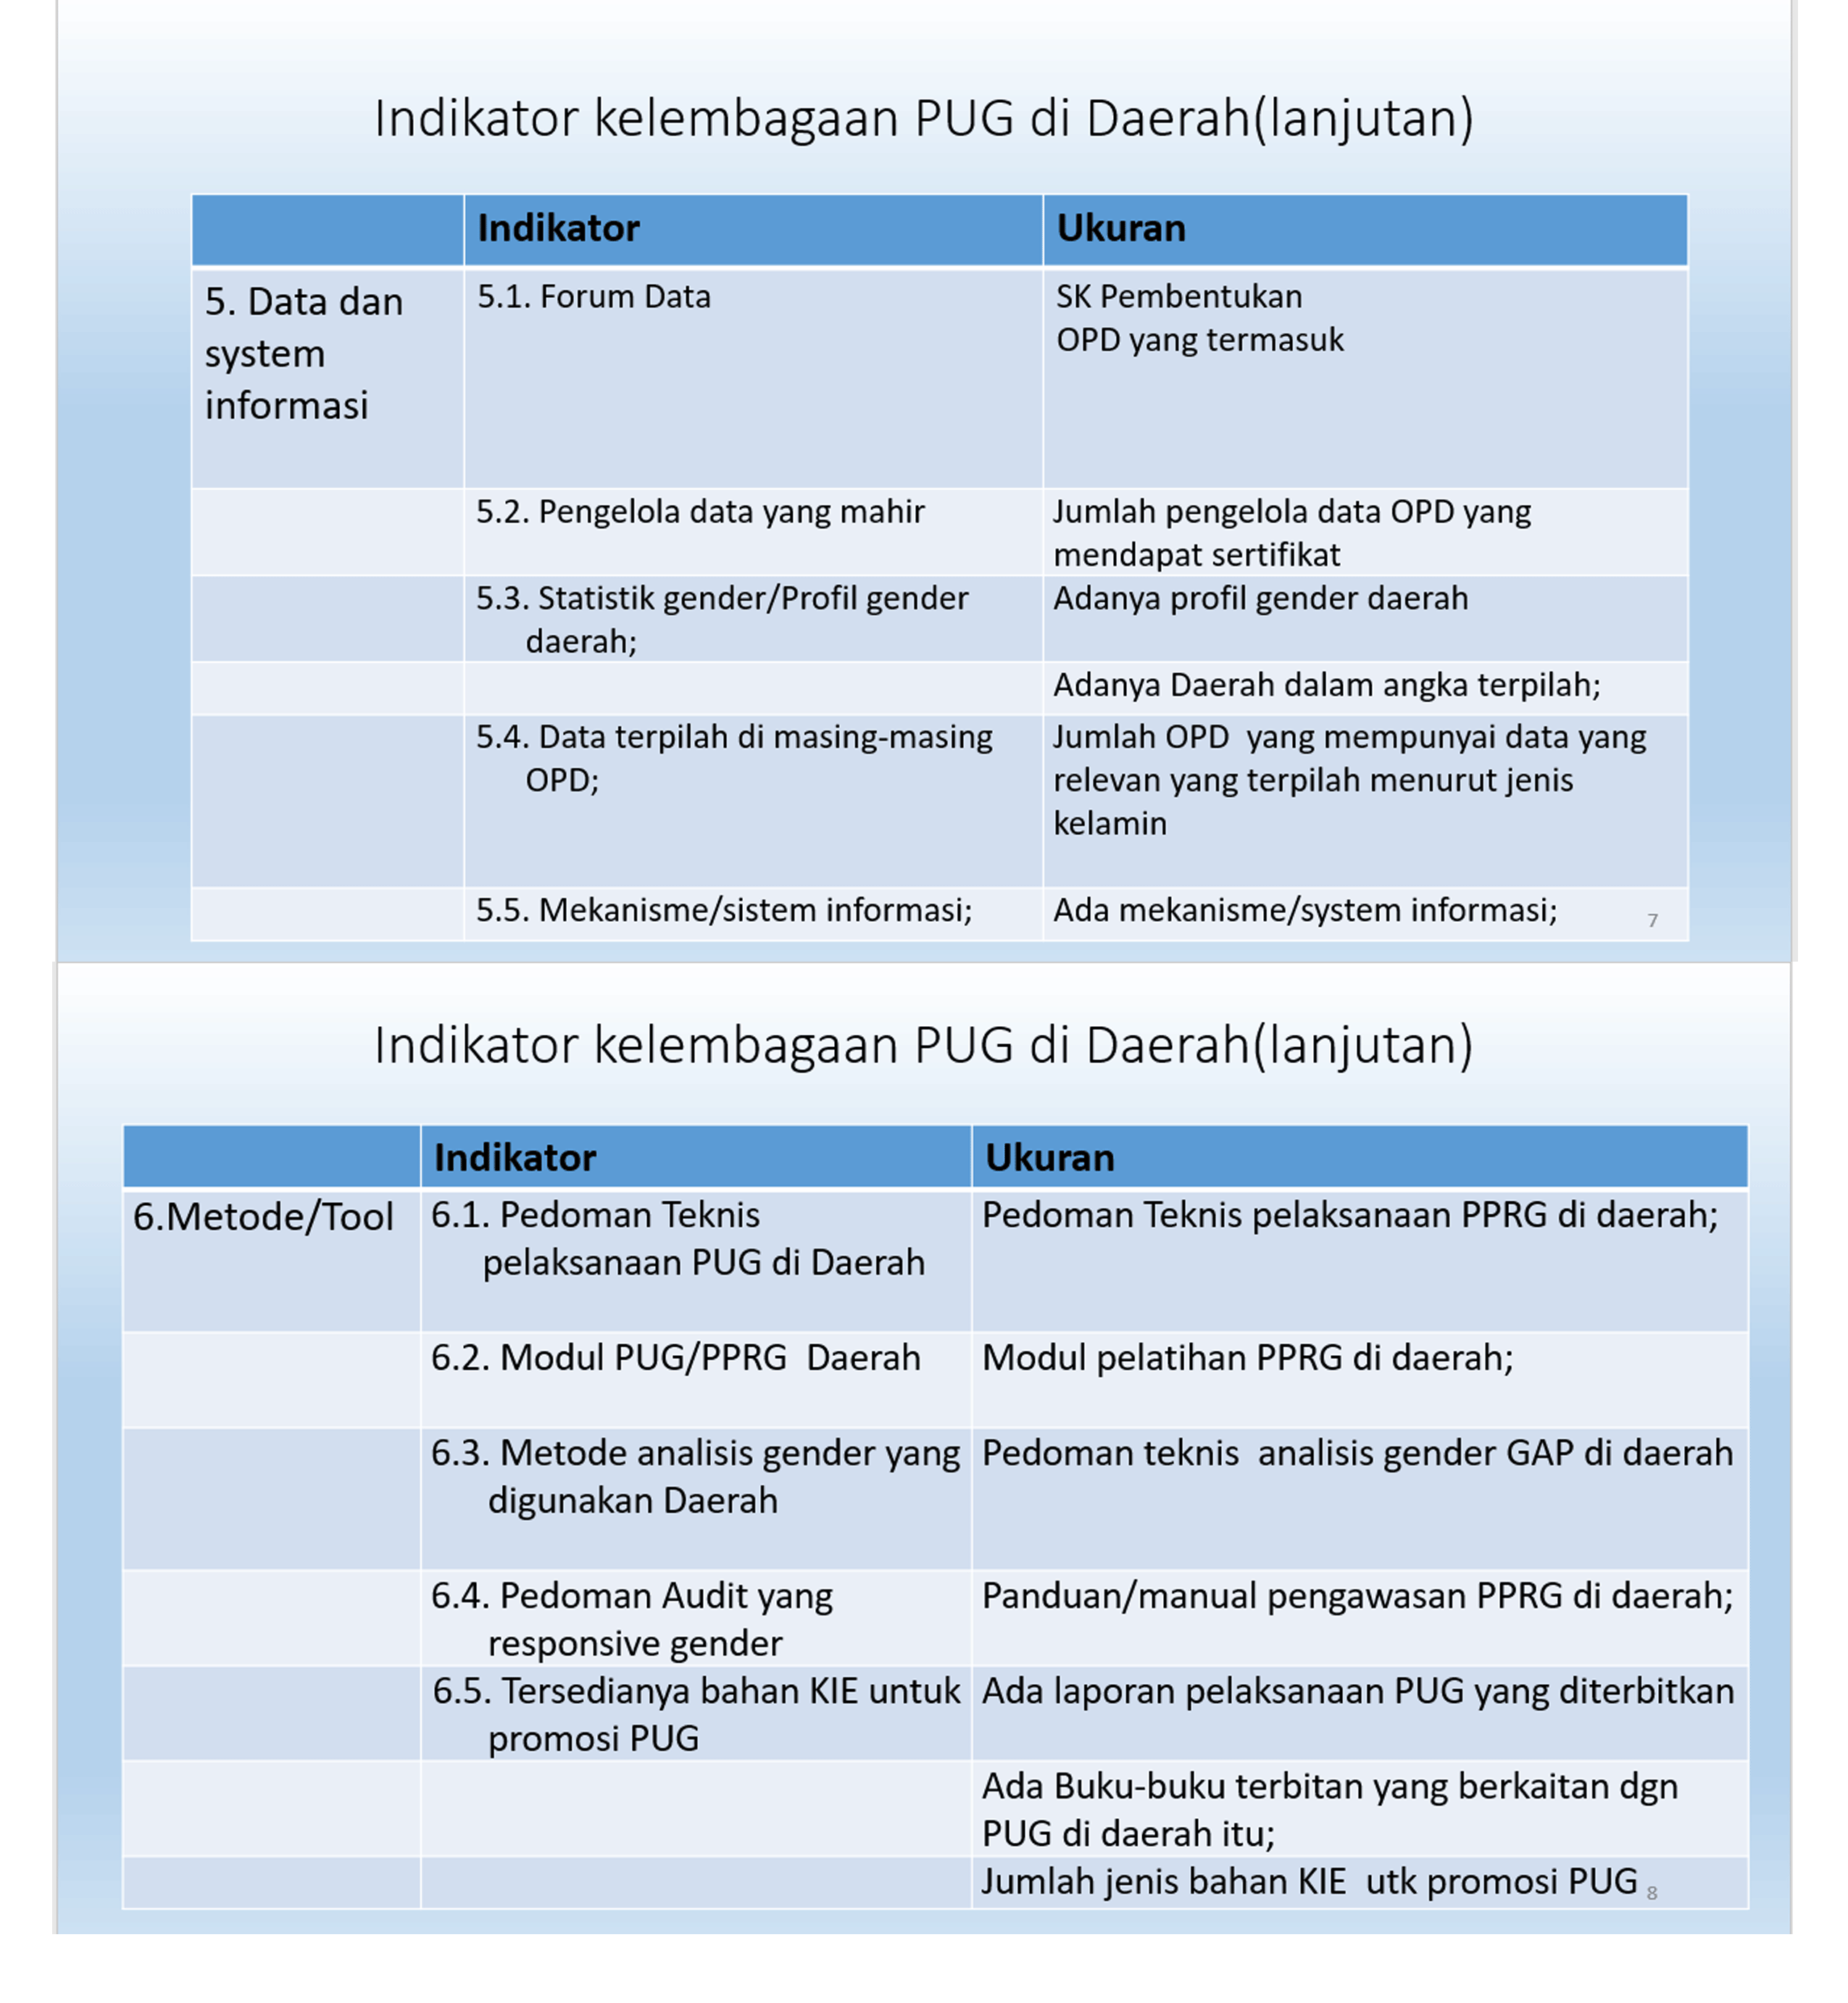 Indikator kelembagaan PUG di Daerah(lanjutan)
Indikator
Ukuran
5. Data dan
system
informasi
5.1. Forum Data
SK Pembentukan
OPD yang termasuk
5.2. Pengelola data yang mahir
Jumlah pengelola data OPD yang
mendapat sertifikat
5.3. Statistik gender/Profil gender
daerah;
Adanya profil gender daerah
Adanya Daerah dalam angka terpilah;
5.4. Data terpilah di masing-masing
OPD;
Jumlah OPD  yang mempunyai data yang
relevan yang terpilah menurut jenis
kelamin
5.5. Mekanisme/sistem informasi;
Ada mekanisme/system informasi;
7
Indikator kelembagaan PUG di Daerah(lanjutan)
Indikator
Ukuran
6.Metode/Tool
6.1. Pedoman Teknis
pelaksanaan PUG di Daerah
Pedoman Teknis pelaksanaan PPRG di daerah;
6.2. Modul PUG/PPRG  Daerah
Modul pelatihan PPRG di daerah;
6.3. Metode analisis gender yang
digunakan Daerah
Pedoman teknis  analisis gender GAP di daerah
6.4. Pedoman Audit yang
responsive gender
Panduan/manual pengawasan PPRG di daerah;
6.5. Tersedianya bahan KIE untuk
promosi PUG
Ada laporan pelaksanaan PUG yang diterbitkan
Ada Buku-buku terbitan yang berkaitan dgn
PUG di daerah itu;
Jumlah jenis bahan KIE  utk promosi PUG
8